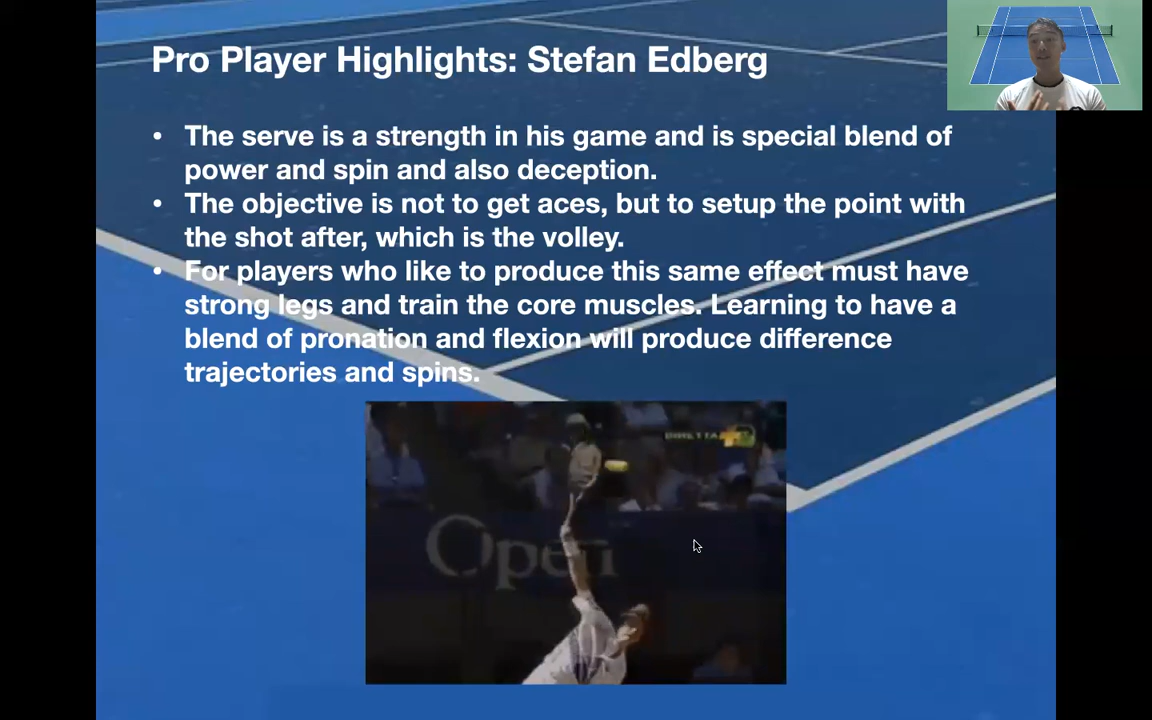 Pro Player Highlights: Stefan Edberg
• The serve is a strength in his game and is special blend of
power and spin and also deception.
• The objective is not to get aces, but to setup the point with
the shot after, which is the volley.
• For players who like to produce this same effect must have
strong legs and train the core muscles. Learning to have a
blend of pronation and flexion will produce difference
trajectories and spins.
DIRETTA
Open